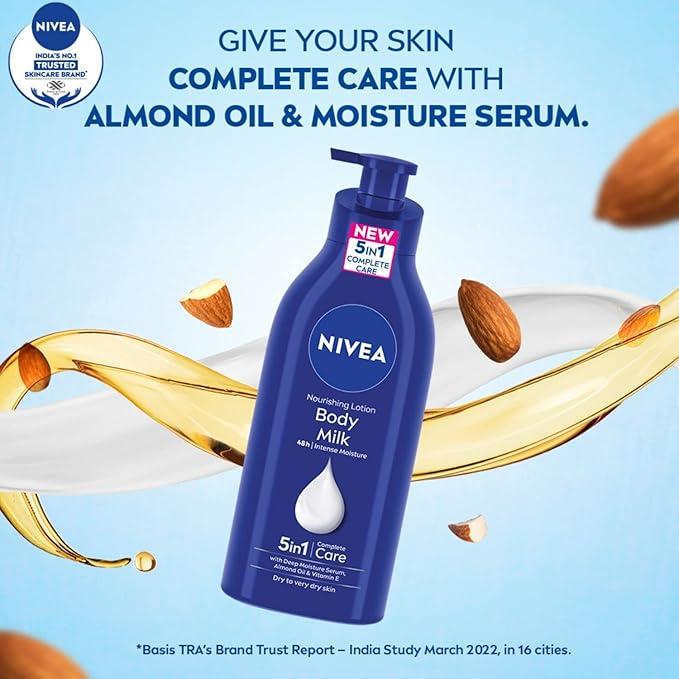 NIVEA
INDIA'S NO.1
TRUSTED
SKINCARE BRAND*
GIVE YOUR SKIN
COMPLETE CARE WITH
ALMOND OIL & MOISTURE SERUM.
NEW
5IN1
COMPLETE
CARE
NIVEA
Nourishing Lotion
Body
Milk
48h | Intense Moisture
5in1 | Complete
Care
with Deep Moisture Serum,
Almond Oil & Vitamin E
Dry to very dry skin
*Basis TRA's Brand Trust Report – India Study March 2022, in 16 cities.